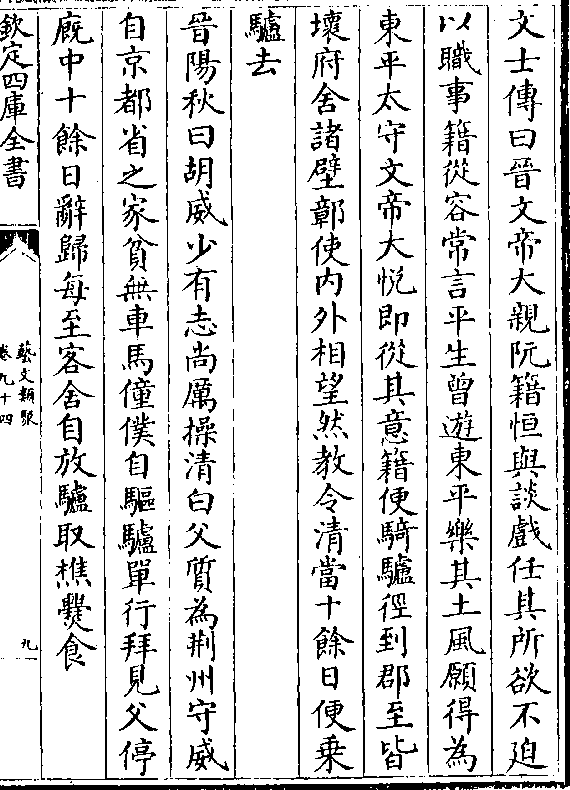 文士傳曰晉文帝大親阮籍恒與談戲任其所欲不廹
以職事籍從容常言平生曾遊東平樂其土風願得為
東平太守文帝大悦即從其意籍便騎驢徑到郡至皆
壞府舍諸壁鄣使内外相望然教令清當十餘日便乗
驢去
晉陽秋曰胡威少有志尚厲操清白父質為荆州守威
自京都省之家貧無車馬僮僕自驅驢單行拜見父停
廐中十餘日辭歸每至客舍自放驢取樵㸑食
欽定四庫全書
藝文類聚
卷九十四
九